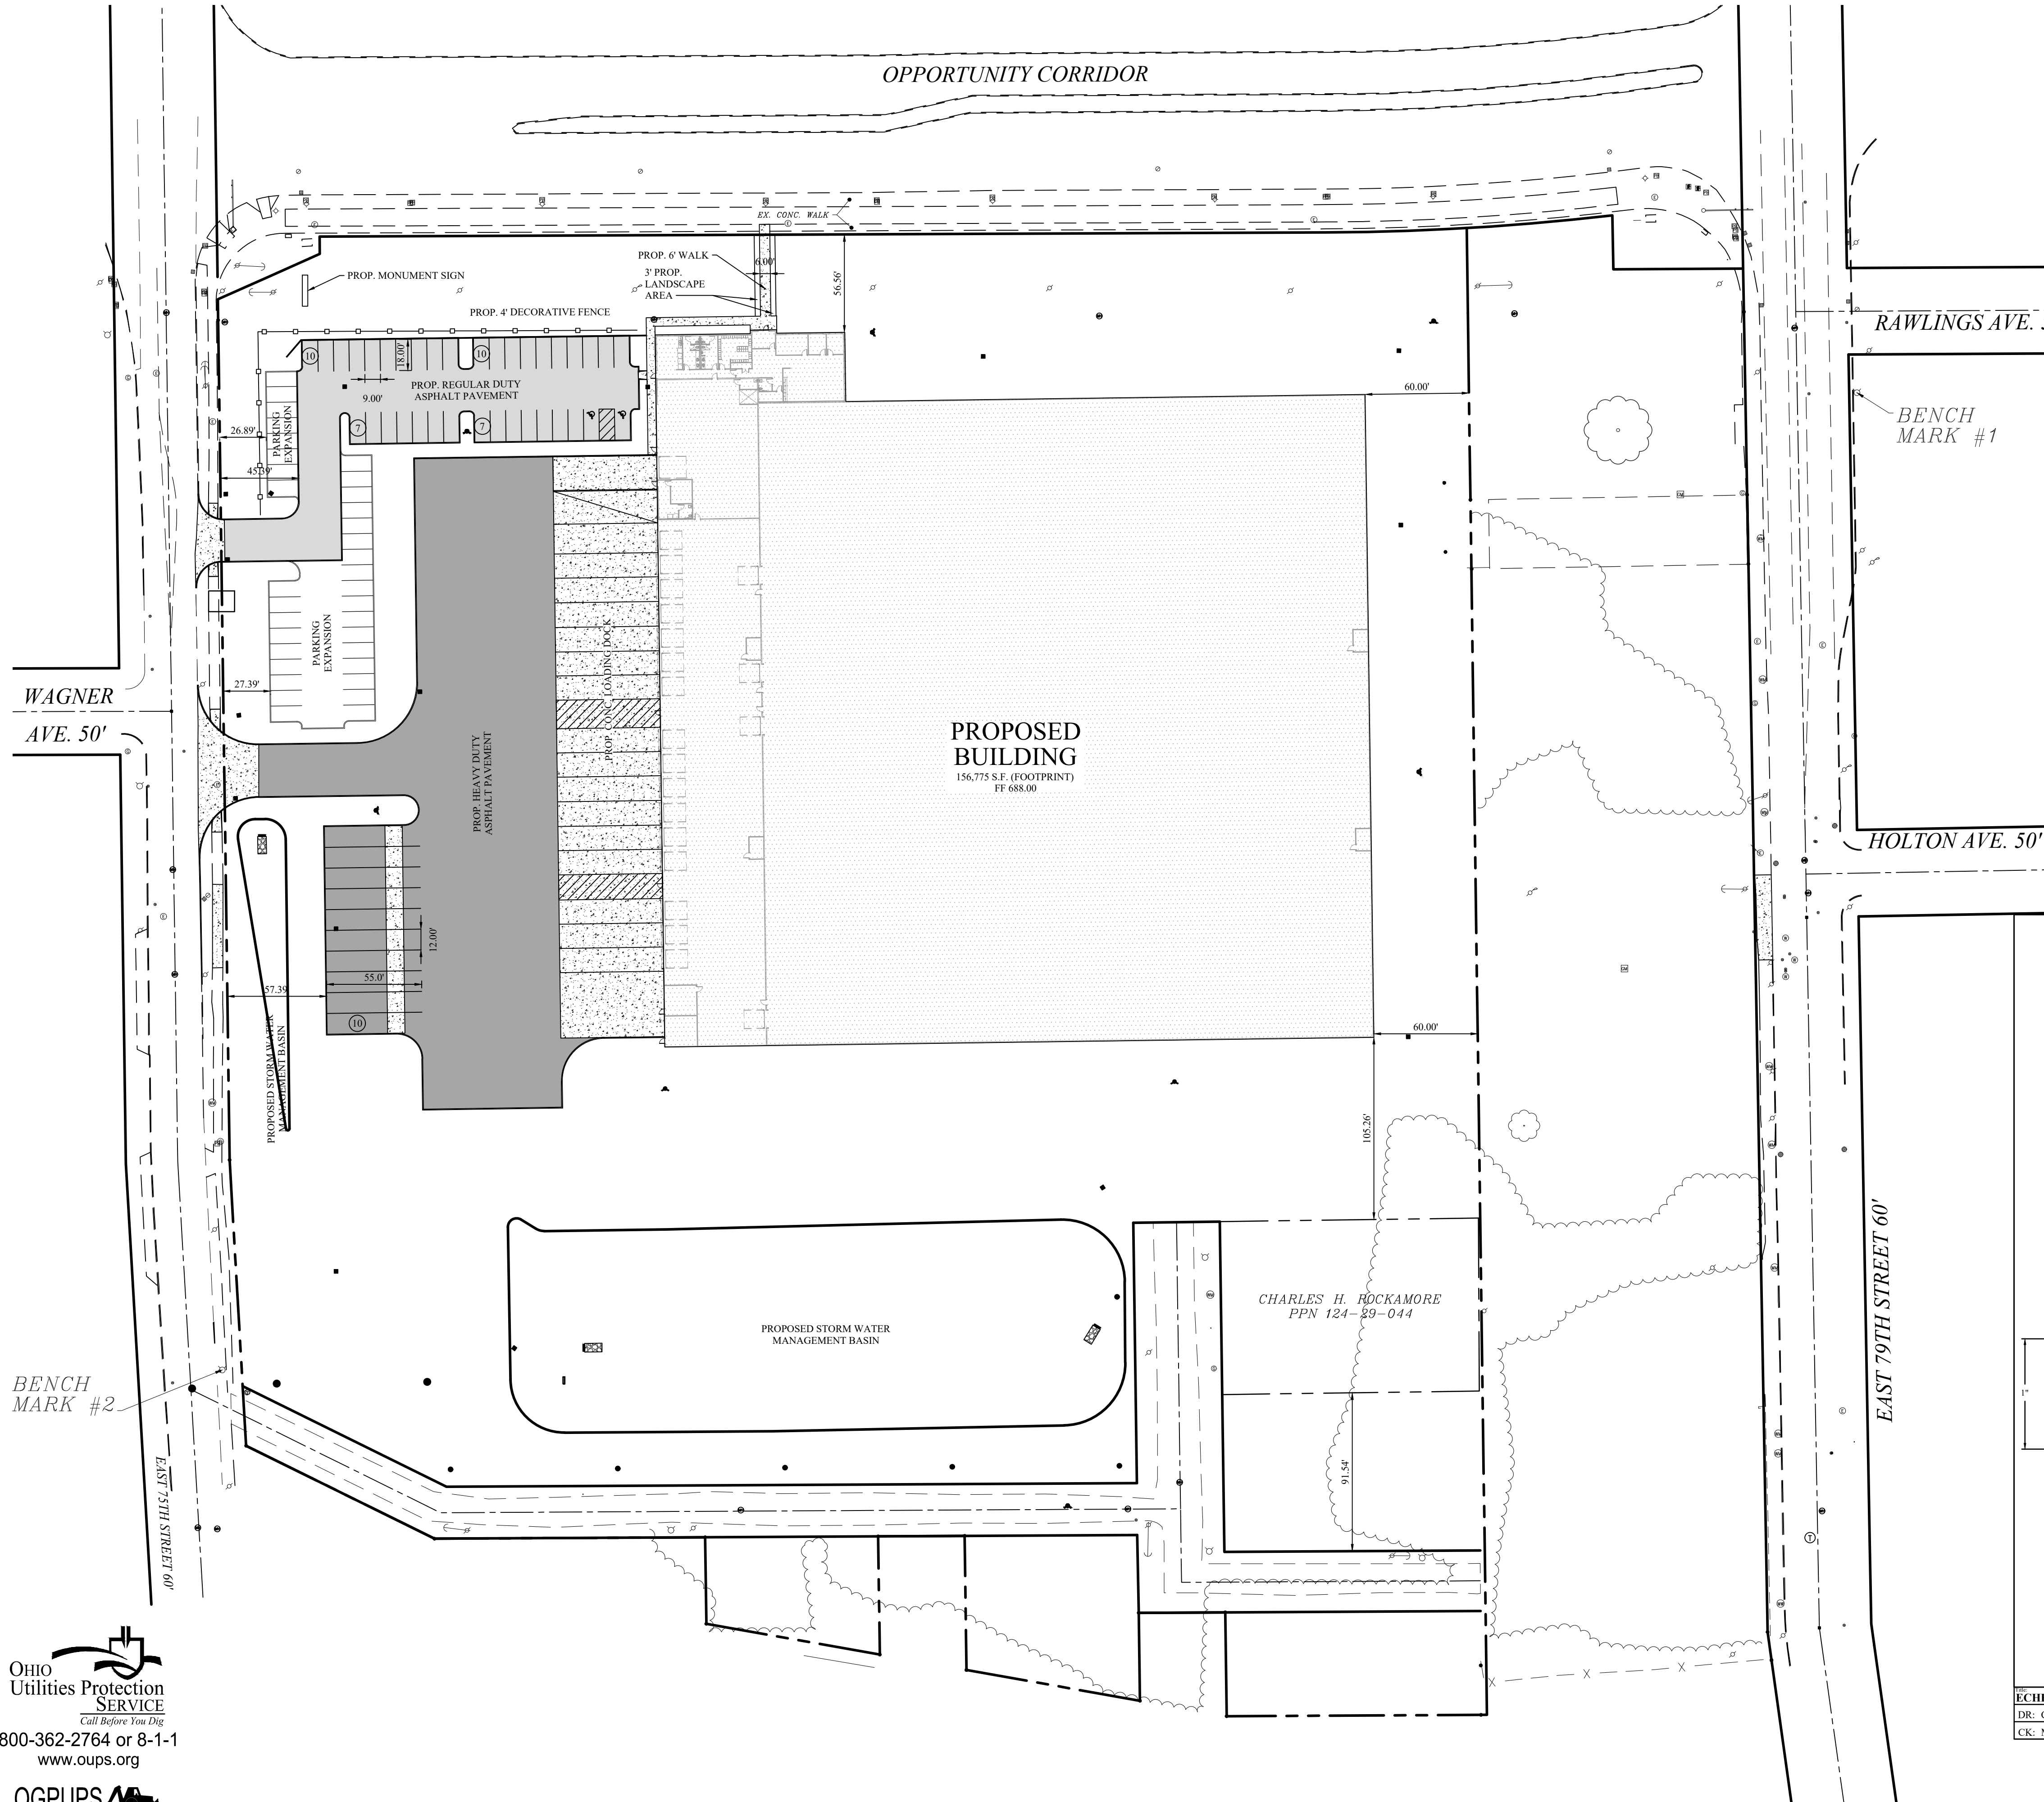 OPPORTUNITY CORRIDOR
EX. CONC. WALK
PROP. 6' WALK
6.00'
3' PROP.
LANDSCAPE
AREA
56.56'
PROP. MONUMENT SIGN
PROP. 4' DECORATIVE FENCE
RAWLINGS AVE.
10
10
18.00'
PROP. REGULAR DUTY
ASPHALT PAVEMENT
9.00'
60.00'
7
7
BENCH
MARK #1
26.89'
PARKING
EXPANSION
45.39'
PARKING
EXPANSION
27.39'
WAGNER
AVE. 50'
PROP. CONC. LOADING DOCK
PROP. HEAVY DUTY
ASPHALT PAVEMENT
PROPOSED
BUILDING
156,775 S.F. (FOOTPRINT)
FF 688.00
HOLTON AVE. 50'
12.00'
55.0'
57.39
10
60.00'
PROPOSED STORM WATER
MANAGEMENT BASIN
105.26'
CHARLES H. ROCKAMORE
PPN 124-29-044
PROPOSED STORM WATER
MANAGEMENT BASIN
EAST 79TH STREET 60'
BENCH
MARK #2
1"
91.54'
EAST 75TH STREET 60'
T
OHIO
Utilities Protection
SERVICE
Call Before You Dig
800-362-2764 or 8-1-1
www.oups.org
OGPUPS
Title:
DR:
CK: